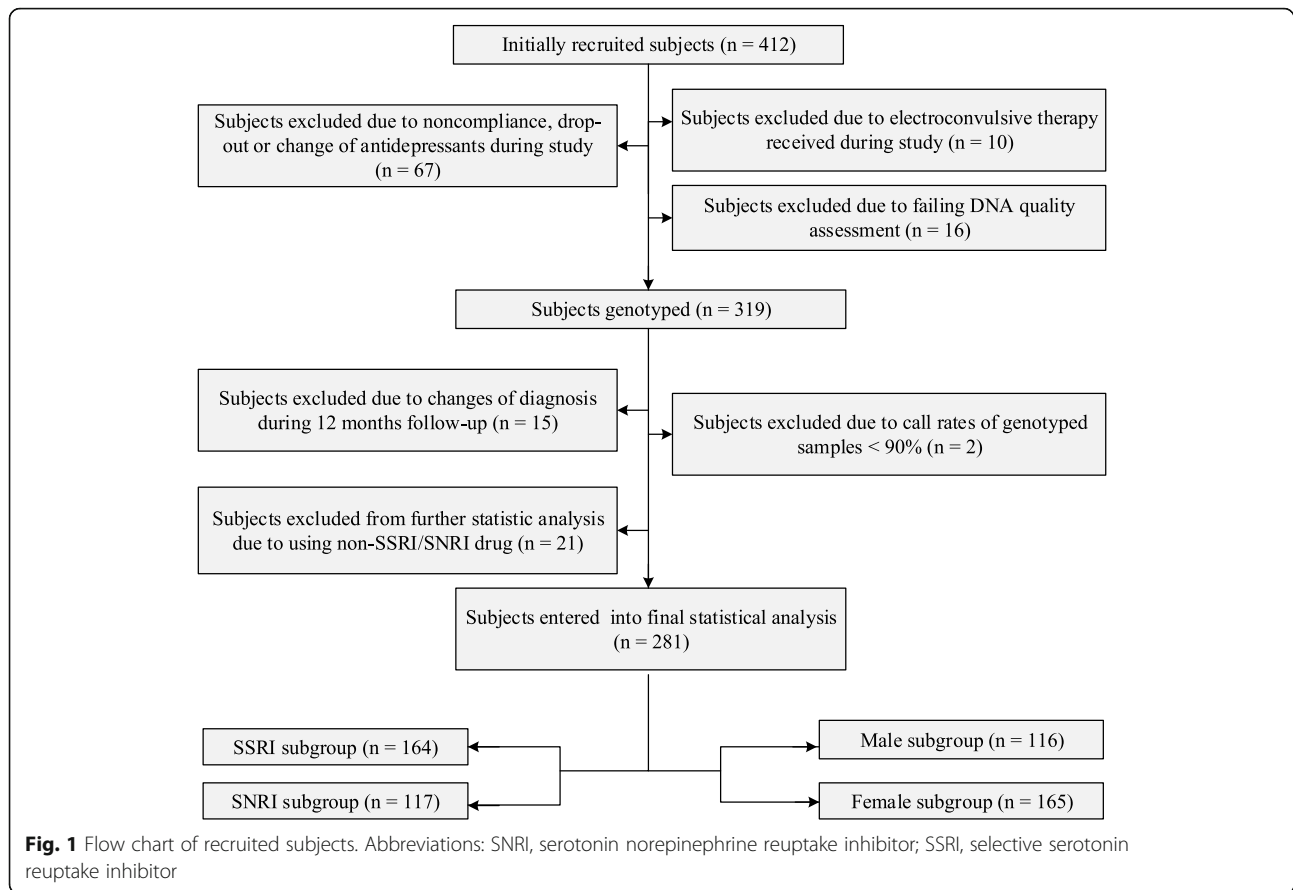 Initially recruited subjects (n = 412)
Subjects excluded due to noncompliance, drop-
out or change of antidepressants during study
(n = 67)
Subjects excluded due to electroconvulsive therapy
received during study (n = 10)
Subjects excluded due to failing DNA quality
assessment (n = 16)
Subjects genotyped (n = 319)
Subjects excluded due to changes of diagnosis
during 12 months follow-up (n = 15)
Subjects excluded due to call rates of genotyped
samples < 90% (n = 2)
Subjects excluded from further statistic analysis
due to using non-SSRI/SNRI drug (n = 21)
Subjects entered into final statistical analysis
(n = 281)
SSRI subgroup (n = 164)
SNRI subgroup (n = 117)
Male subgroup (n = 116)
Female subgroup (n = 165)
Fig. 1 Flow chart of recruited subjects. Abbreviations: SNRI, serotonin norepinephrine reuptake inhibitor; SSRI, selective serotonin
reuptake inhibitor